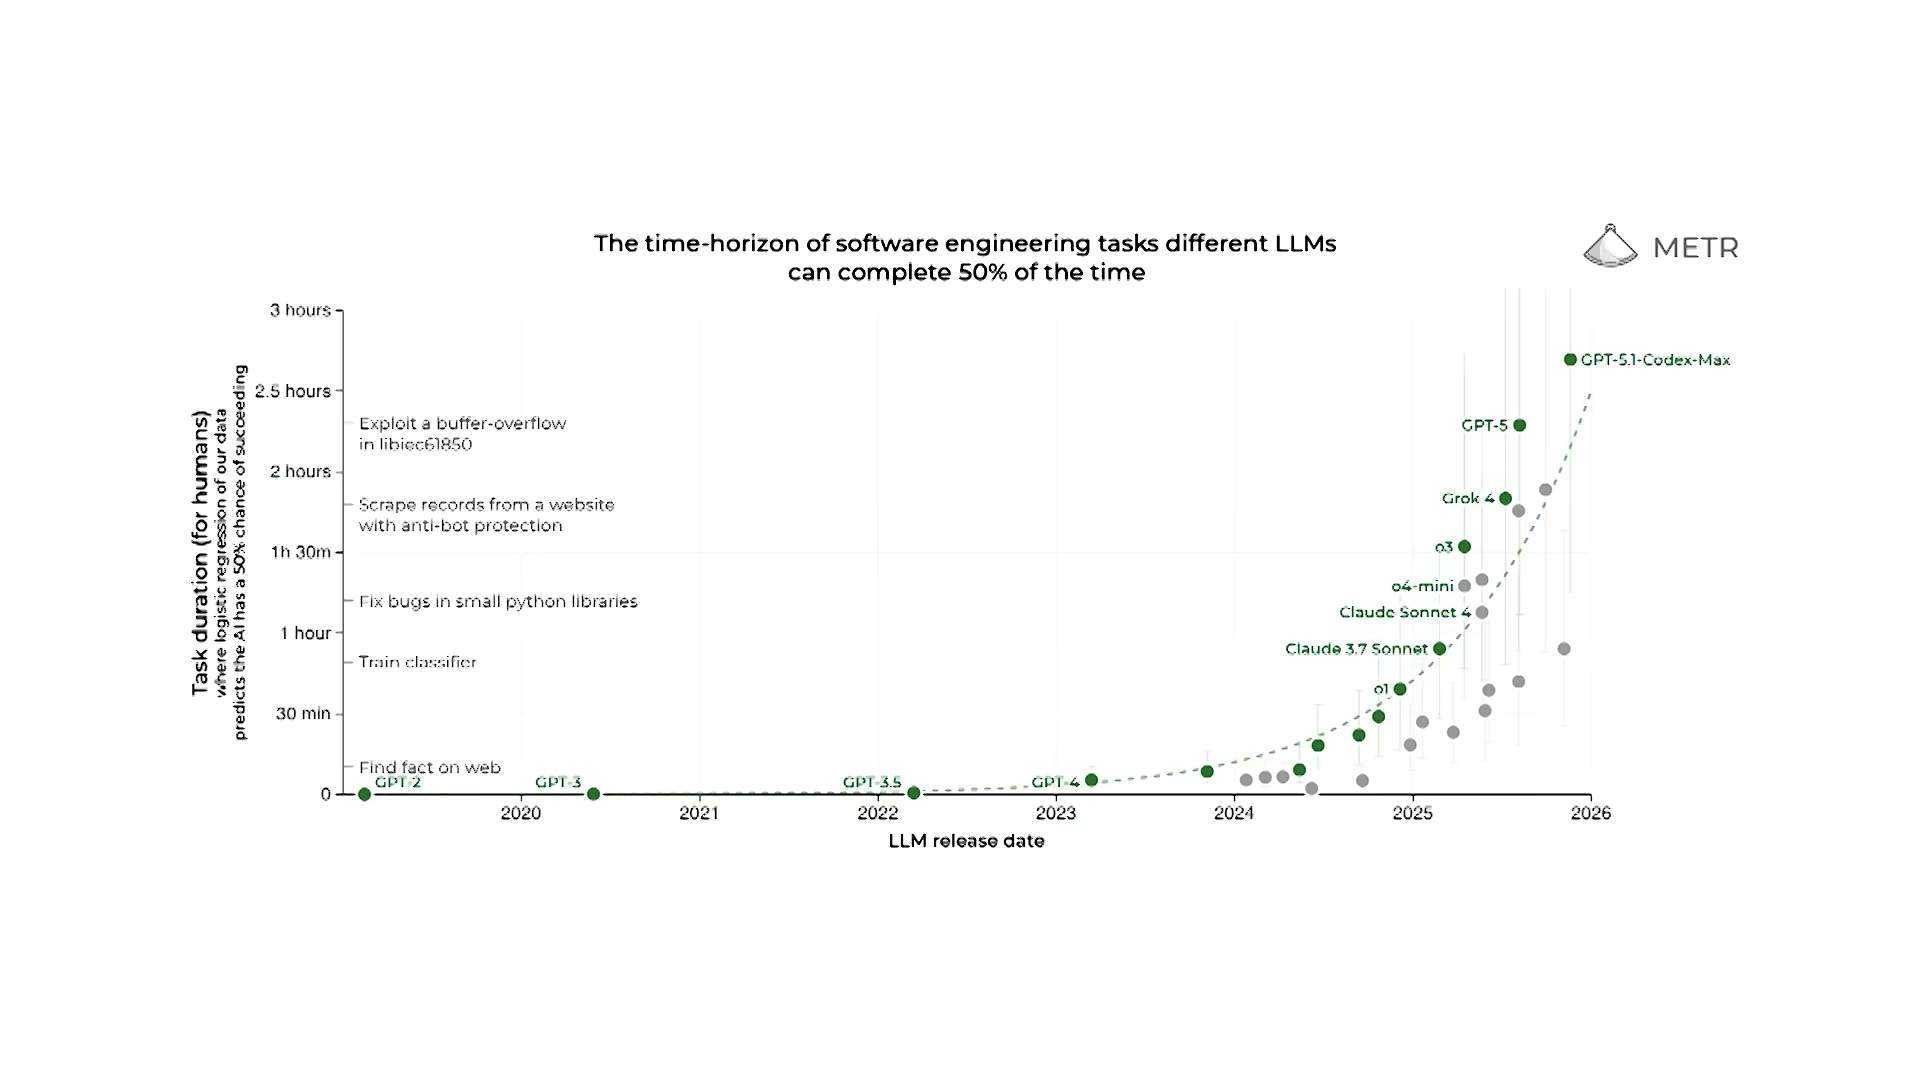 The time-horizon of software engineering tasks different LLMs
can complete 50% of the time
METR
Task duration (for humans)
where logistic regression of our data
predicts the AI has a 50% chance of succeeding
3 hours
2.5 hours
2 hours
1h 30m
1 hour
30 min
0
Exploit a buffer-overflow
in libiec61850
Scrape records from a website
with anti-bot protection
Fix bugs in small python libraries
Train classifier
Find fact on web
GPT-2
GPT-3
GPT-3.5
GPT-4
o1
Claude 3.7 Sonnet
Claude Sonnet 4
o4-mini
o3
Grok 4
GPT-5
GPT-5.1-Codex-Max
2020
2021
2022
2023
2024
2025
2026
LLM release date